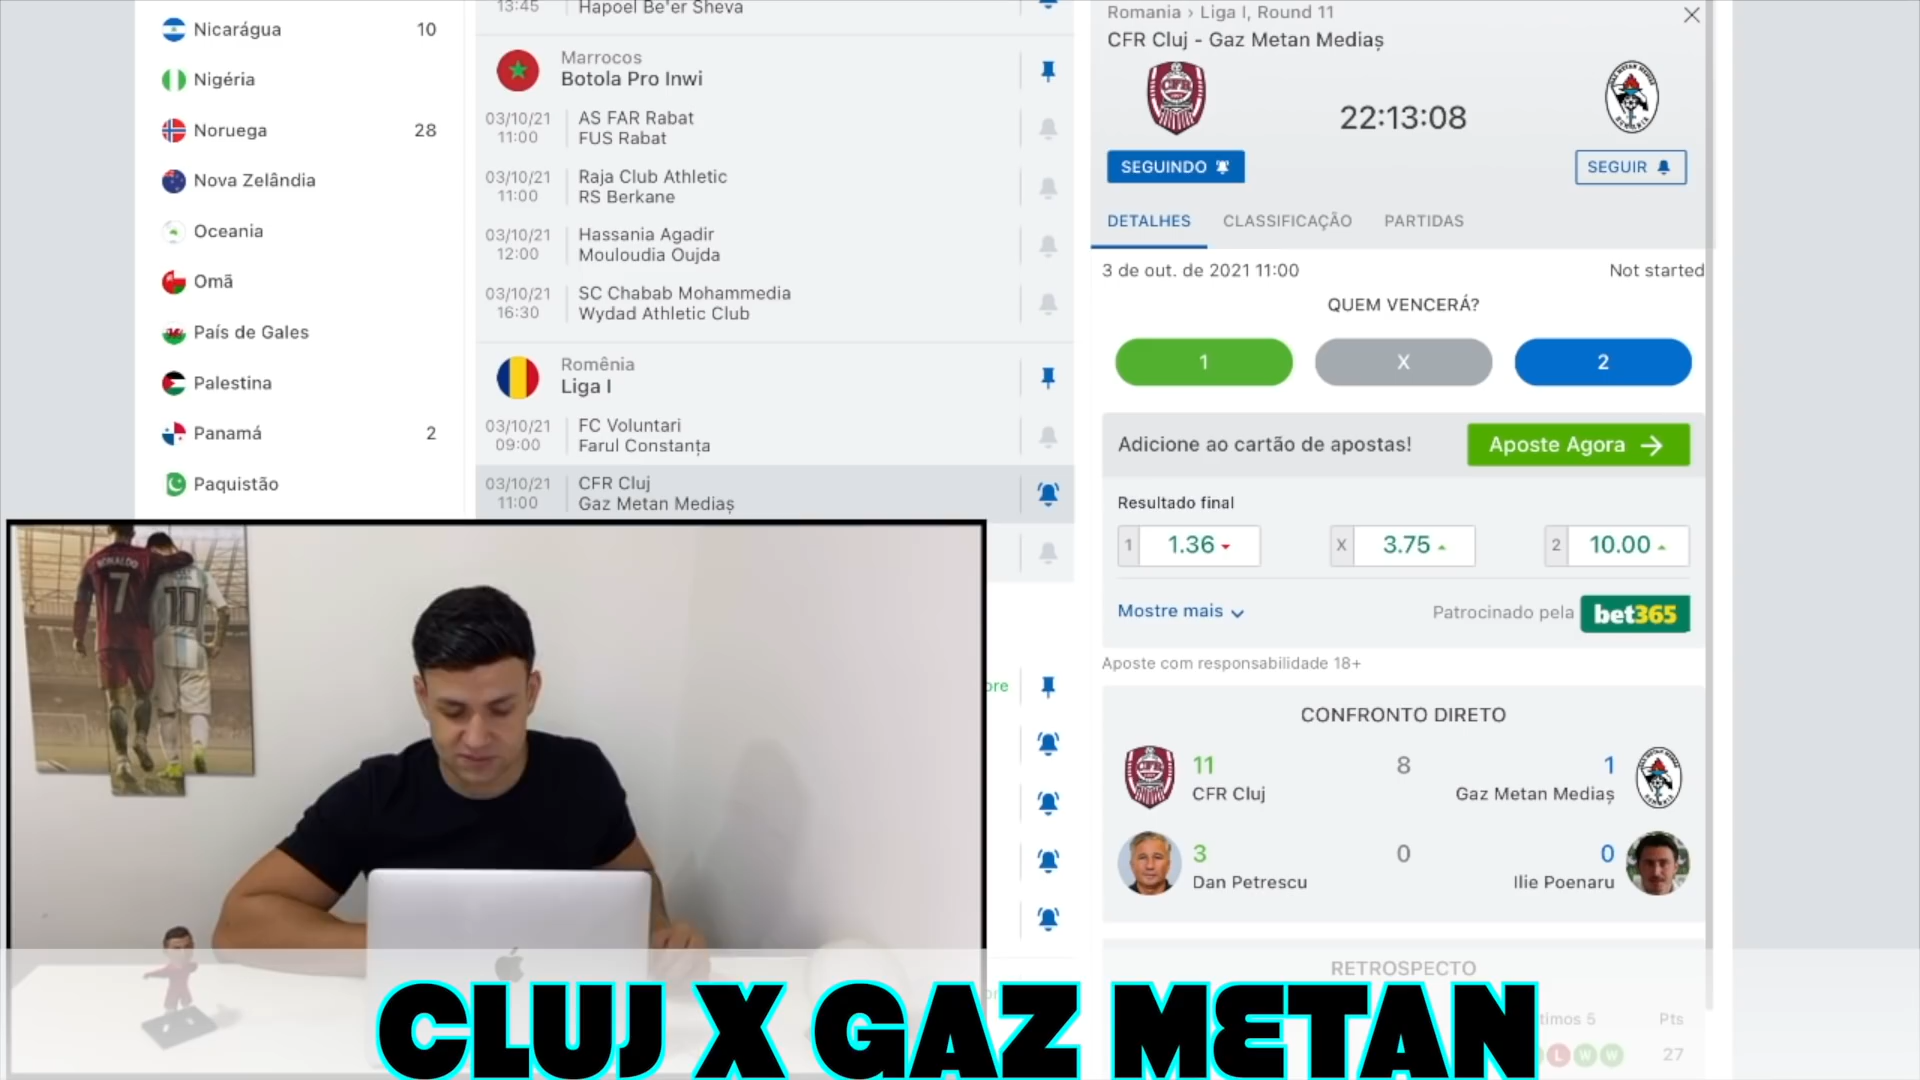 Nicarágua 10
Nigéria
Noruega 28
Nova Zelândia
Oceania
Omã
País de Gales
Palestina
Panamá 2
Paquistão
13:45 Hapoel Be'er Sheva
Marrocos
Botola Pro Inwi
03/10/21 AS FAR Rabat
11:00 FUS Rabat
03/10/21 Raja Club Athletic
11:00 RS Berkane
03/10/21 Hassania Agadir
12:00 Mouloudia Oujda
03/10/21 SC Chabab Mohammedia
16:30 Wydad Athletic Club
Romênia
Liga I
03/10/21 FC Voluntari
09:00 Farul Constanța
03/10/21 CFR Cluj
11:00 Gaz Metan Mediaș
Romania › Liga I, Round 11
CFR Cluj - Gaz Metan Mediaș
CFR
22:13:08
SEGUINDO SEGUIR
DETALHES CLASSIFICAÇÃO PARTIDAS
3 de out. de 2021 11:00 Not started
QUEM VENCERÁ?
1 X 2
Adicione ao cartão de apostas! Aposte Agora →
Resultado final
1 1.36 X 3.75 2 10.00
Mostre mais Patrocinado pela bet365
Aposte com responsabilidade 18+
CONFRONTO DIRETO
11 8 1
CFR Cluj Gaz Metan Mediaș
3 0 0
Dan Petrescu Ilie Poenaru
RETROSPECTO
Pts
L W W 27
RONALDO
7
10
CLUJ X GAZ METAN